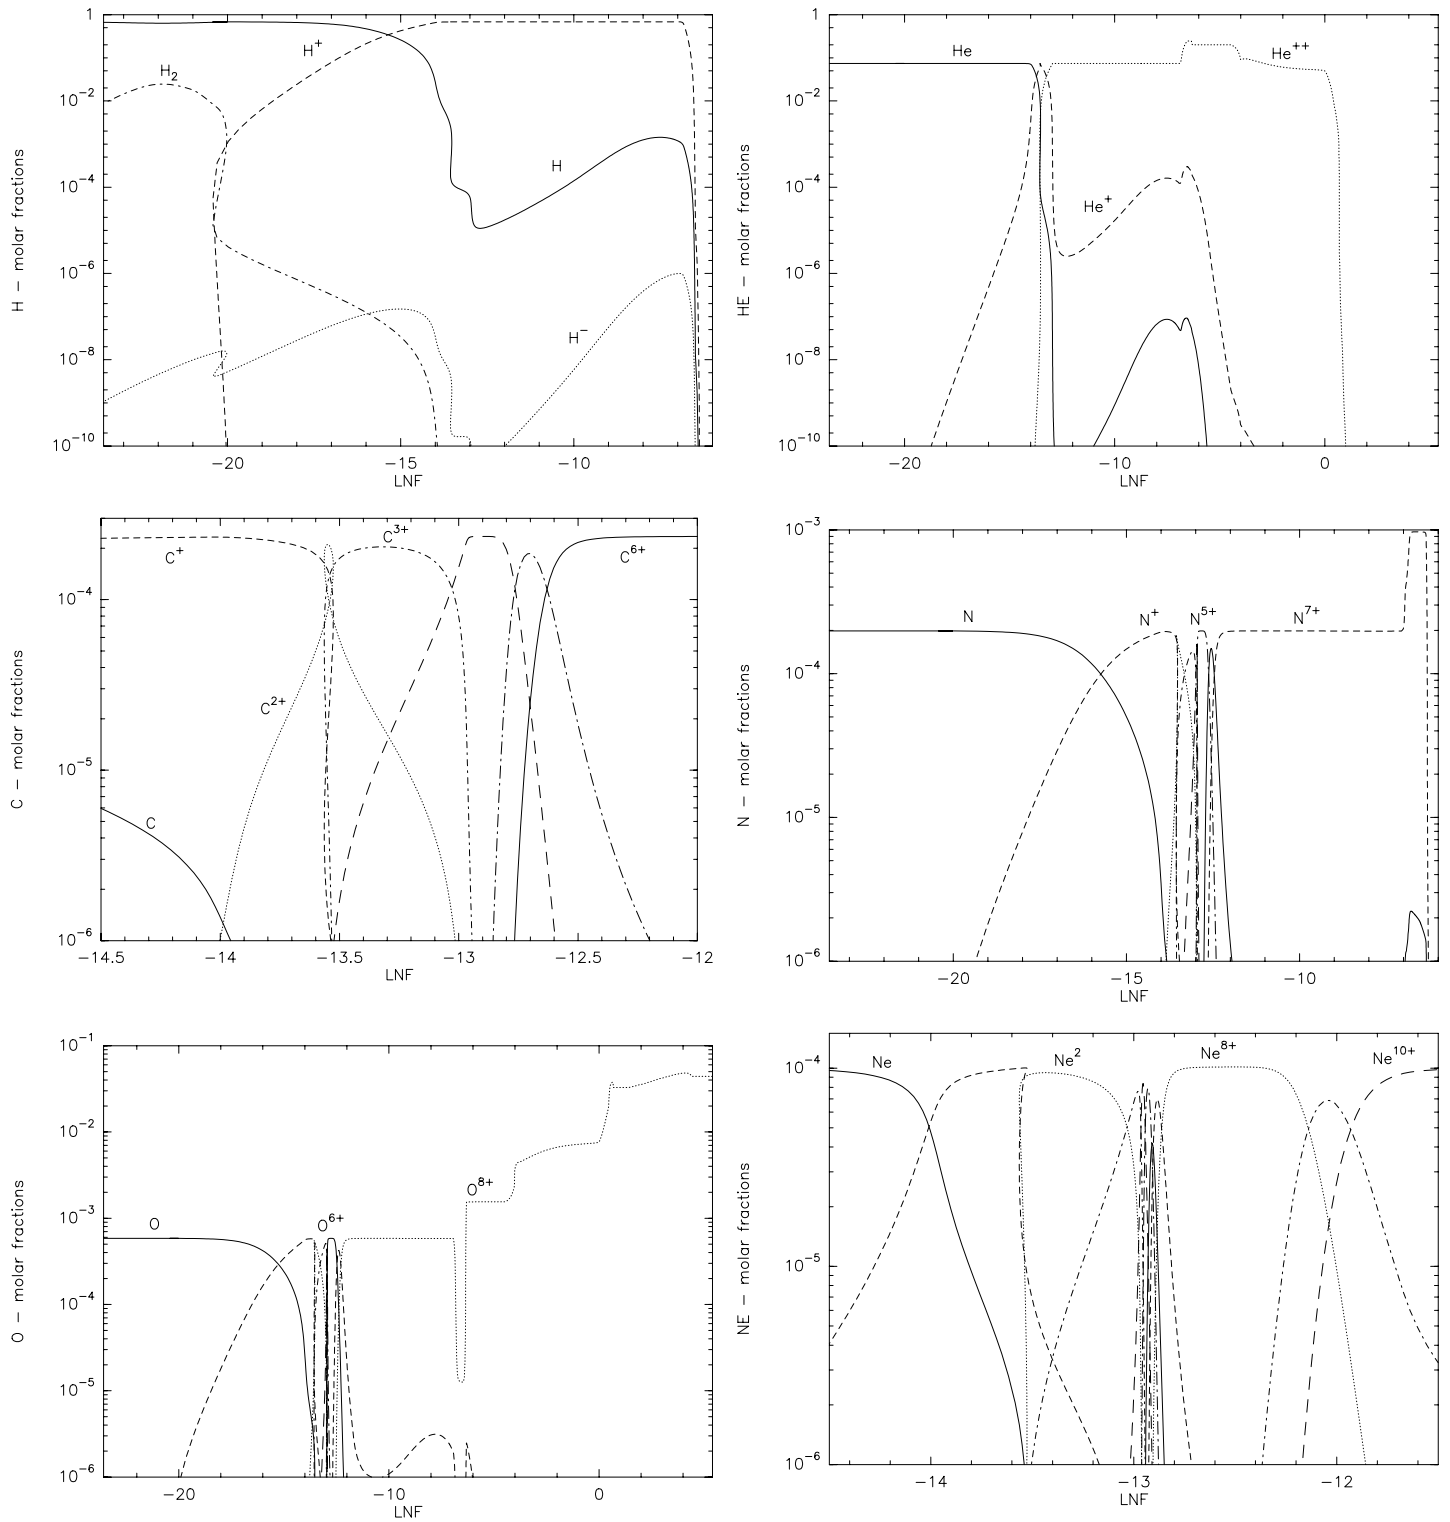 1
10^−2
10^−4
10^−6
10^−8
10^−10
H − molar fractions
H₂
H⁺
H
H⁻
−20
−15
−10
LNF
1
10^−2
10^−4
10^−6
10^−8
10^−10
HE − molar fractions
He
He⁺⁺
He⁺
−20
−10
0
LNF
10^−4
10^−5
10^−6
C − molar fractions
C⁺
C³⁺
C⁶⁺
C²⁺
C
−14.5
−14
−13.5
−13
−12.5
−12
LNF
10^−3
10^−4
10^−5
10^−6
N − molar fractions
N
N⁺
N⁵⁺
N⁷⁺
−20
−15
−10
LNF
10^−1
10^−2
10^−3
10^−4
10^−5
10^−6
O − molar fractions
O
O⁶⁺
O⁸⁺
−20
−10
0
LNF
10^−4
10^−5
10^−6
NE − molar fractions
Ne
Ne²
Ne⁸⁺
Ne¹⁰⁺
−14
−13
−12
LNF